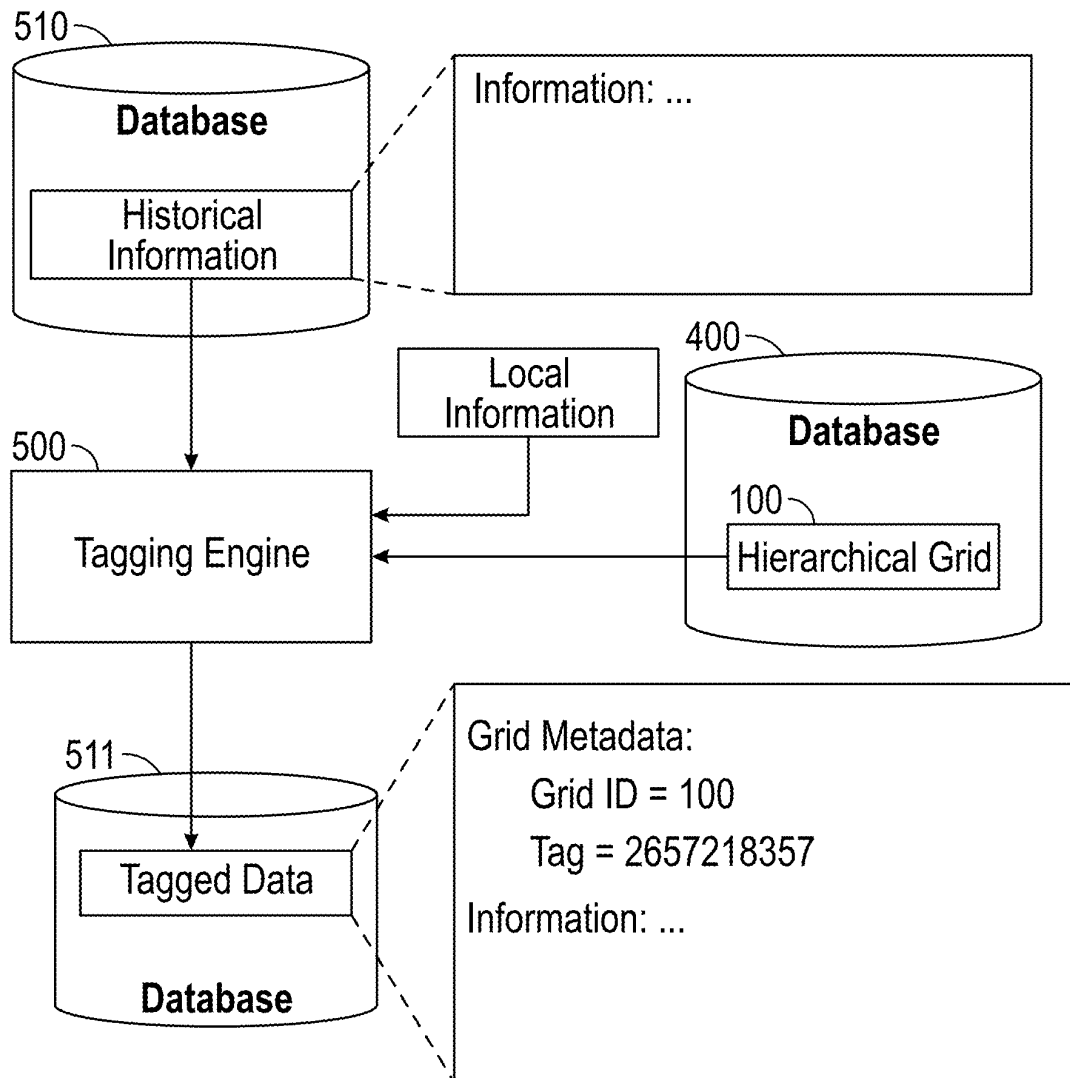 510
Database
Historical
Information
Information: ...
Local
Information
400
Database
100
Hierarchical Grid
500
Tagging Engine
511
Tagged Data
Database
Grid Metadata:
Grid ID = 100
Tag = 2657218357
Information: ...